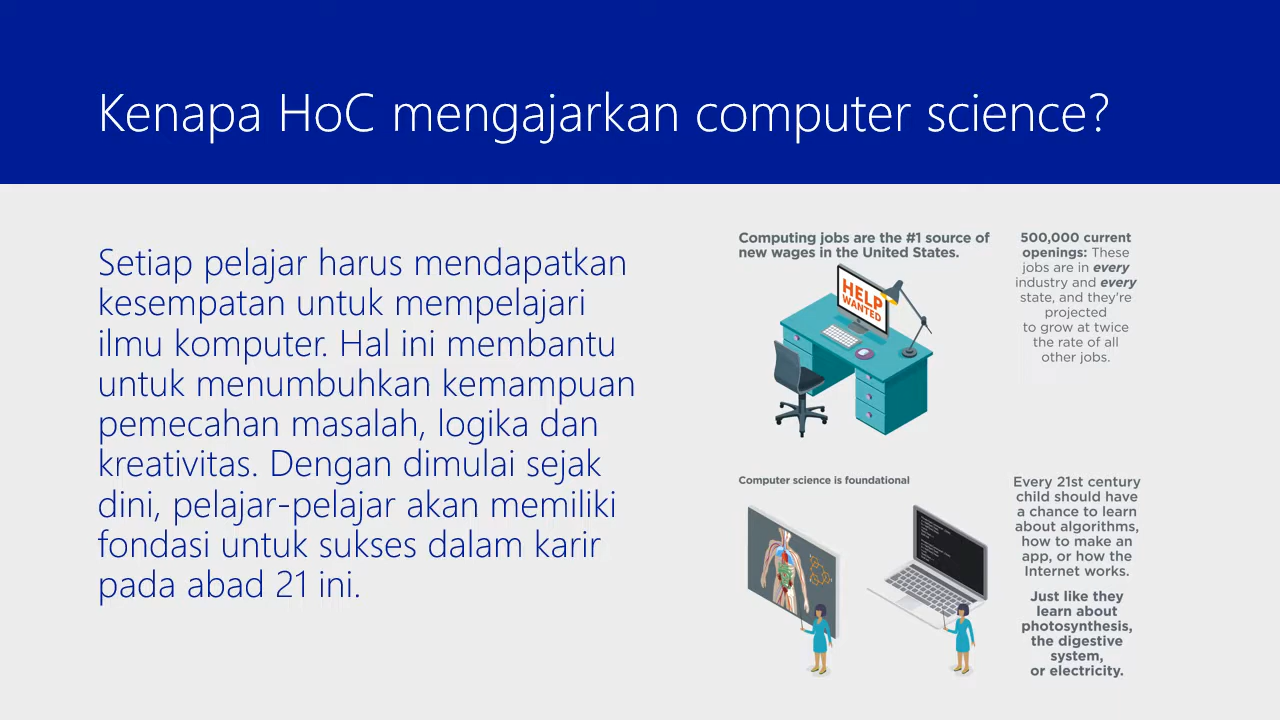 Kenapa HoC mengajarkan computer science?
Setiap pelajar harus mendapatkan
kesempatan untuk mempelajari
ilmu komputer. Hal ini membantu
untuk menumbuhkan kemampuan
pemecahan masalah, logika dan
kreativitas. Dengan dimulai sejak
dini, pelajar-pelajar akan memiliki
fondasi untuk sukses dalam karir
pada abad 21 ini.
Computing jobs are the #1 source of
new wages in the United States.
HELP
WANTED
500,000 current
openings: These
jobs are in every
industry and every
state, and they're
projected
to grow at twice
the rate of all
other jobs.
Computer science is foundational
Every 21st century
child should have
a chance to learn
about algorithms,
how to make an
app, or how the
Internet works.
Just like they
learn about
photosynthesis,
the digestive
system,
or electricity.